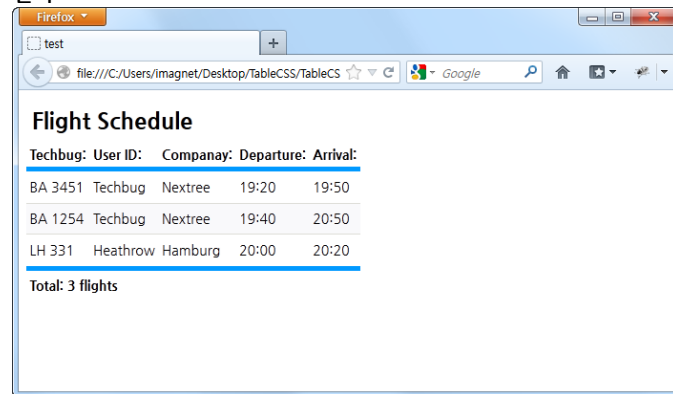 Firefox
test
file:///C:/Users/imagnet/Desktop/TableCSS/TableCS Google
Flight Schedule
Techbug: User ID: Companay: Departure: Arrival:
BA 3451 Techbug Nextree 19:20 19:50
BA 1254 Techbug Nextree 19:40 20:50
LH 331 Heathrow Hamburg 20:00 20:20
Total: 3 flights